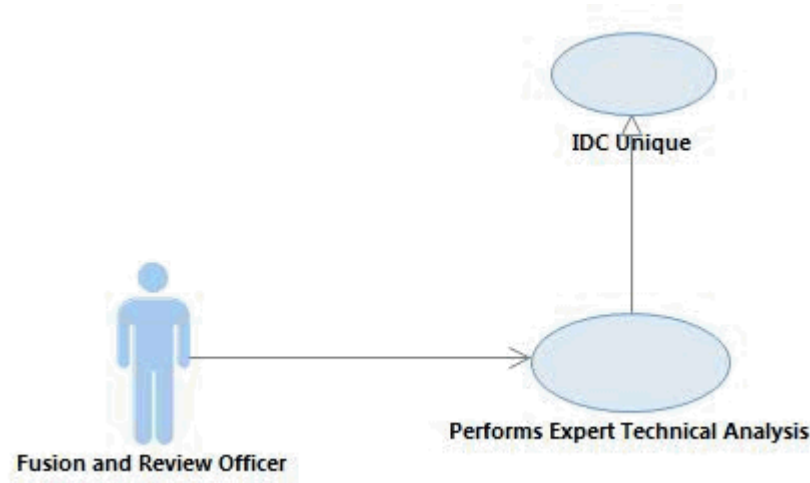 IDC Unique
Performs Expert Technical Analysis
Fusion and Review Officer